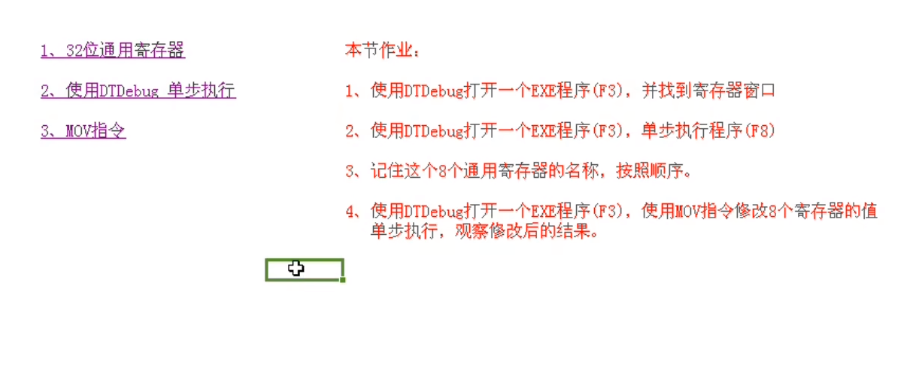 1、32位通用寄存器
2、使用DTDebug 单步执行
3、MOV指令
本节作业：
1、使用DTDebug打开一个EXE程序(F3)，并找到寄存器窗口
2、使用DTDebug打开一个EXE程序(F3)，单步执行程序(F8)
3、记住这个8个通用寄存器的名称，按照顺序。
4、使用DTDebug打开一个EXE程序(F3)，使用MOV指令修改8个寄存器的值
单步执行，观察修改后的结果。